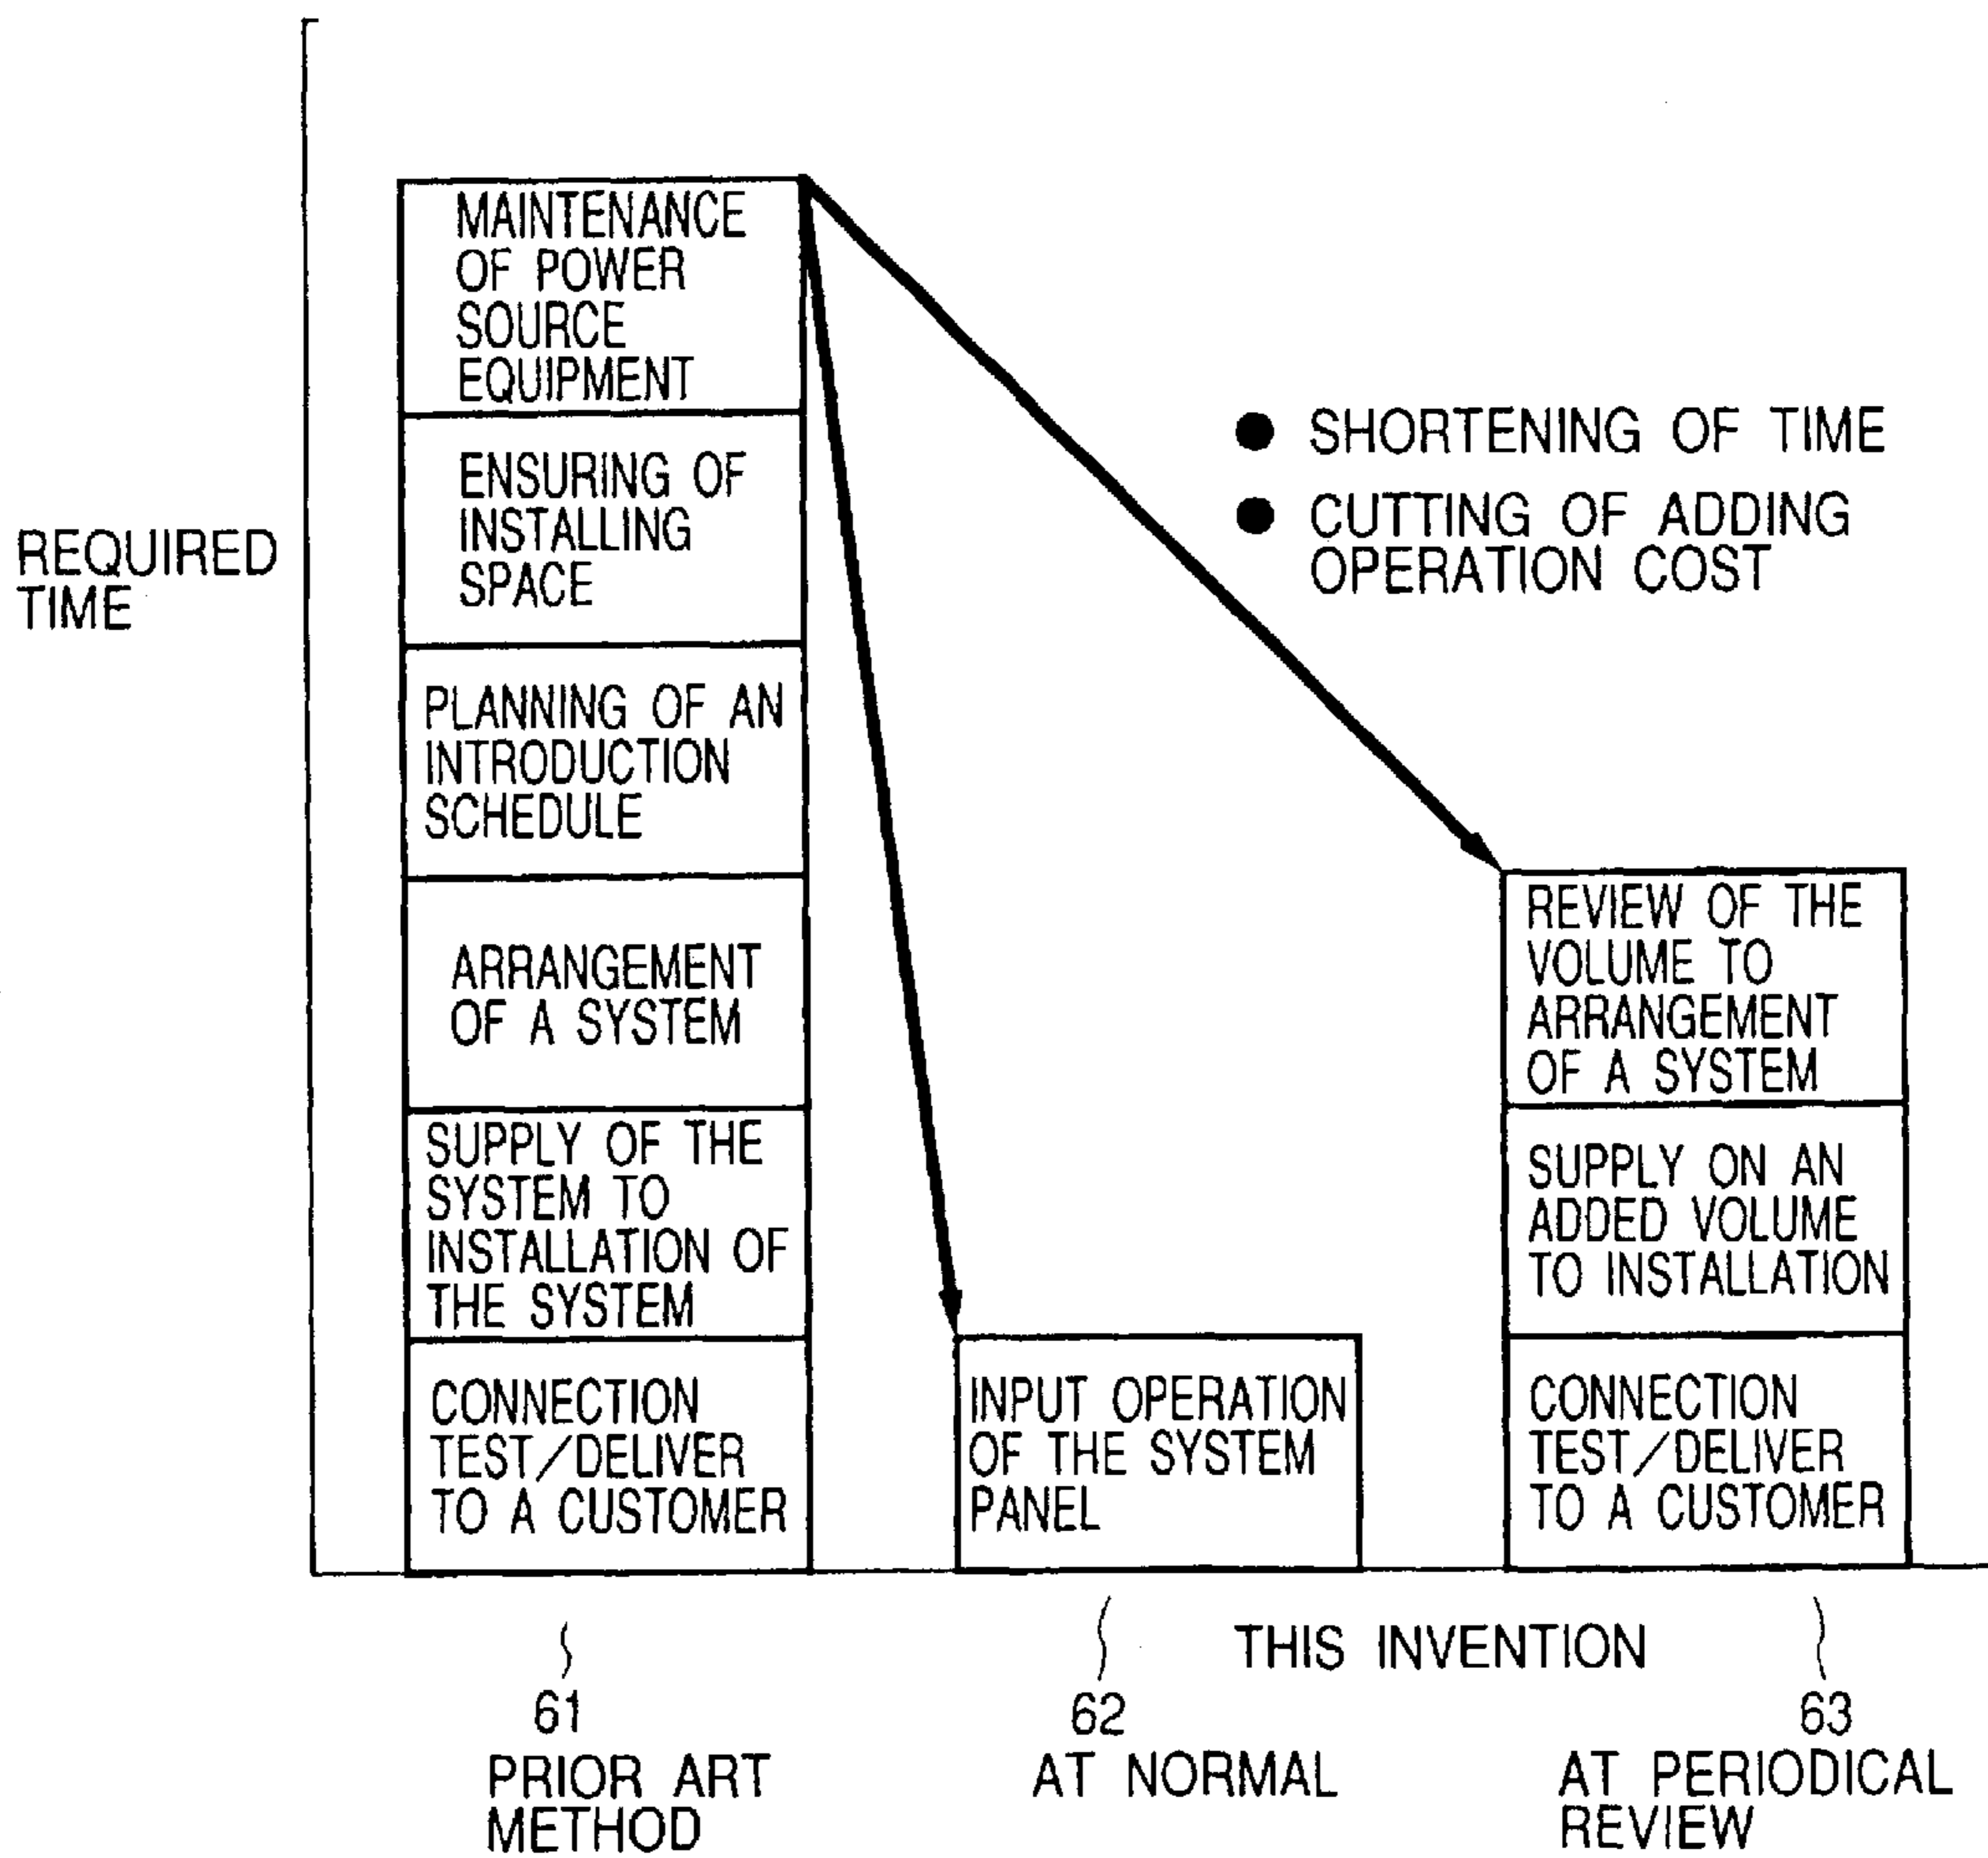 REQUIRED
TIME
MAINTENANCE
OF POWER
SOURCE
EQUIPMENT
ENSURING OF
INSTALLING
SPACE
PLANNING OF AN
INTRODUCTION
SCHEDULE
ARRANGEMENT
OF A SYSTEM
SUPPLY OF THE
SYSTEM TO
INSTALLATION OF
THE SYSTEM
CONNECTION
TEST/DELIVER
TO A CUSTOMER
● SHORTENING OF TIME
● CUTTING OF ADDING
OPERATION COST
INPUT OPERATION
OF THE SYSTEM
PANEL
REVIEW OF THE
VOLUME TO
ARRANGEMENT
OF A SYSTEM
SUPPLY ON AN
ADDED VOLUME
TO INSTALLATION
CONNECTION
TEST/DELIVER
TO A CUSTOMER
THIS INVENTION
61
PRIOR ART
METHOD
62
AT NORMAL
63
AT PERIODICAL
REVIEW